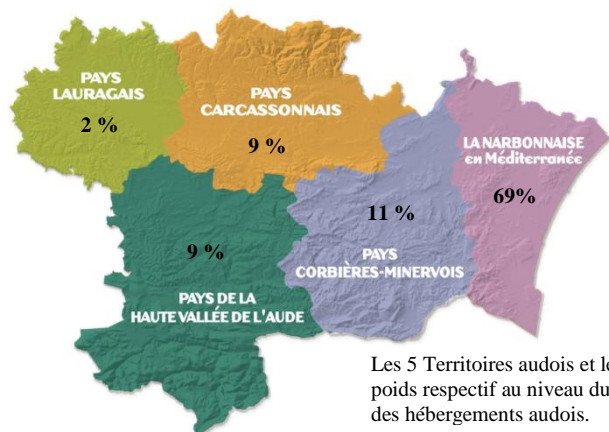 PAYS
LAURAGAIS
2 %
PAYS
CARCASSONNAIS
9 %
LA NARBONNAISE
en Méditerranée
69%
11 %
PAYS
CORBIÈRES-MINERVOIS
9 %
PAYS DE LA
HAUTE VALLÉE DE L'AUDE
Les 5 Territoires audois et
poids respectif au niveau du
des hébergements audois.